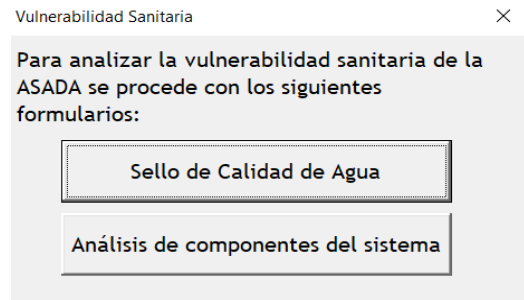 Vulnerabilidad Sanitaria
Para analizar la vulnerabilidad sanitaria de la
ASADA se procede con los siguientes
formularios:
Sello de Calidad de Agua
Análisis de componentes del sistema